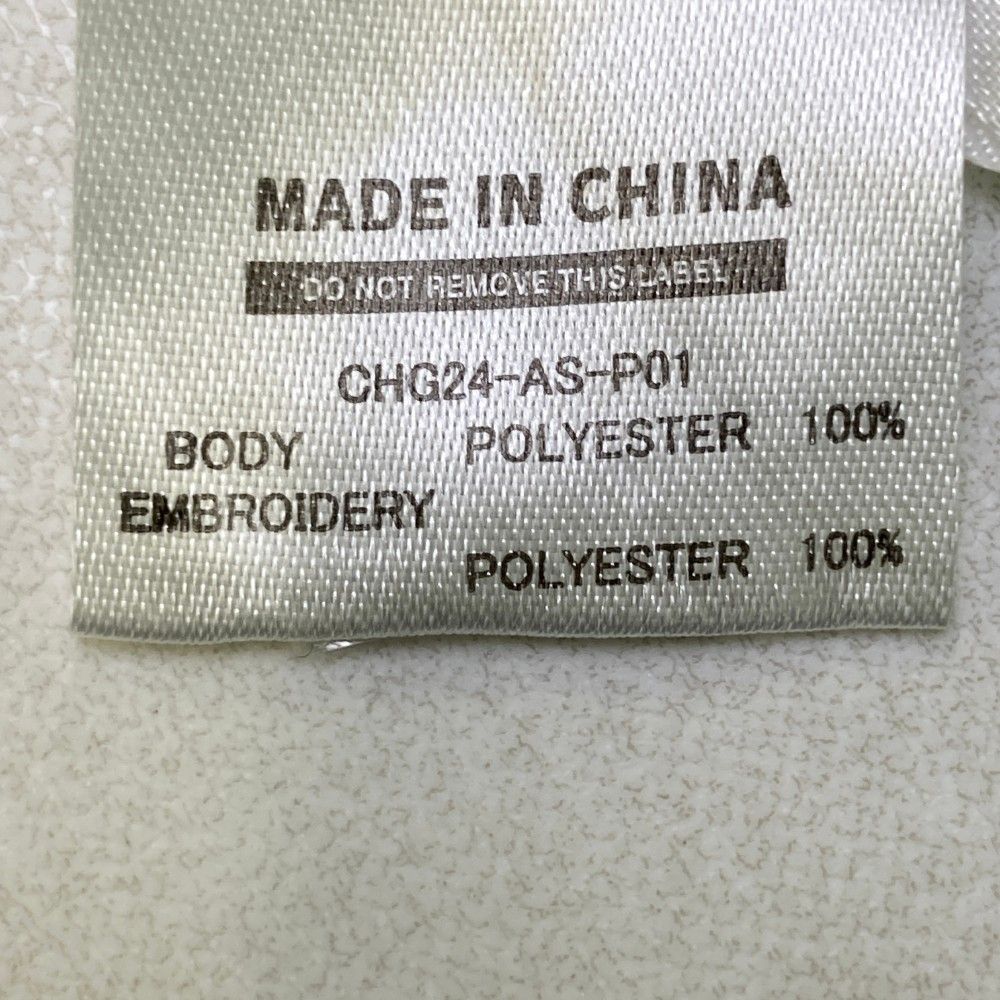 MADE IN CHINA
DO NOT REMOVE THIS LABEL
CHG24-AS-P01
BODY POLYESTER 100%
EMBROIDERY
POLYESTER 100%